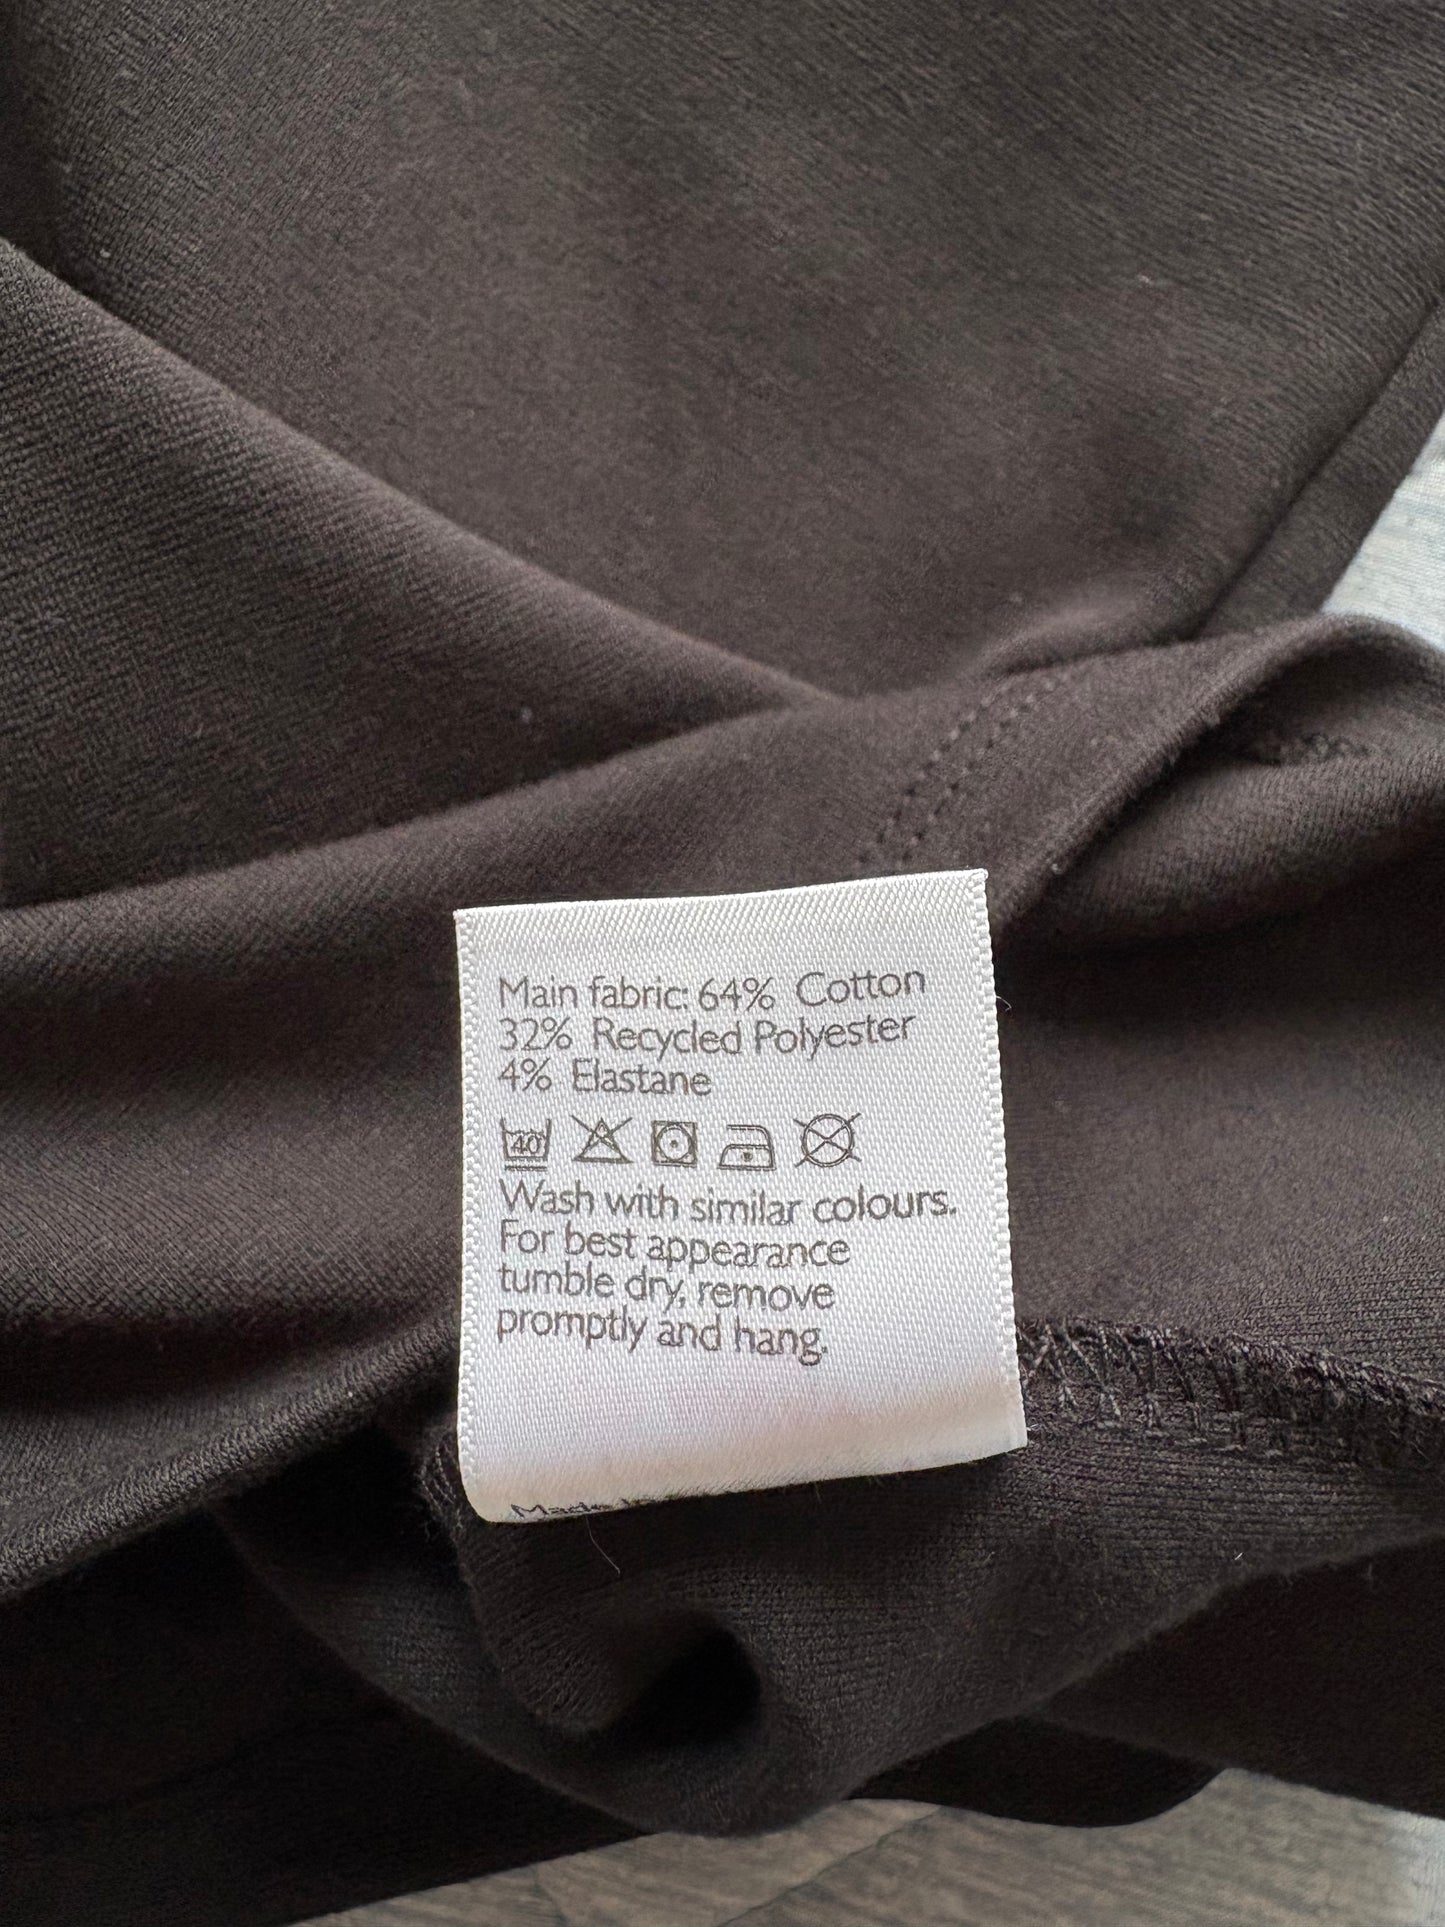 Main fabric: 64% Cotton
32% Recycled Polyester
4% Elastane
40
Wash with similar colours.
For best appearance
tumble dry, remove
promptly and hang.
Made